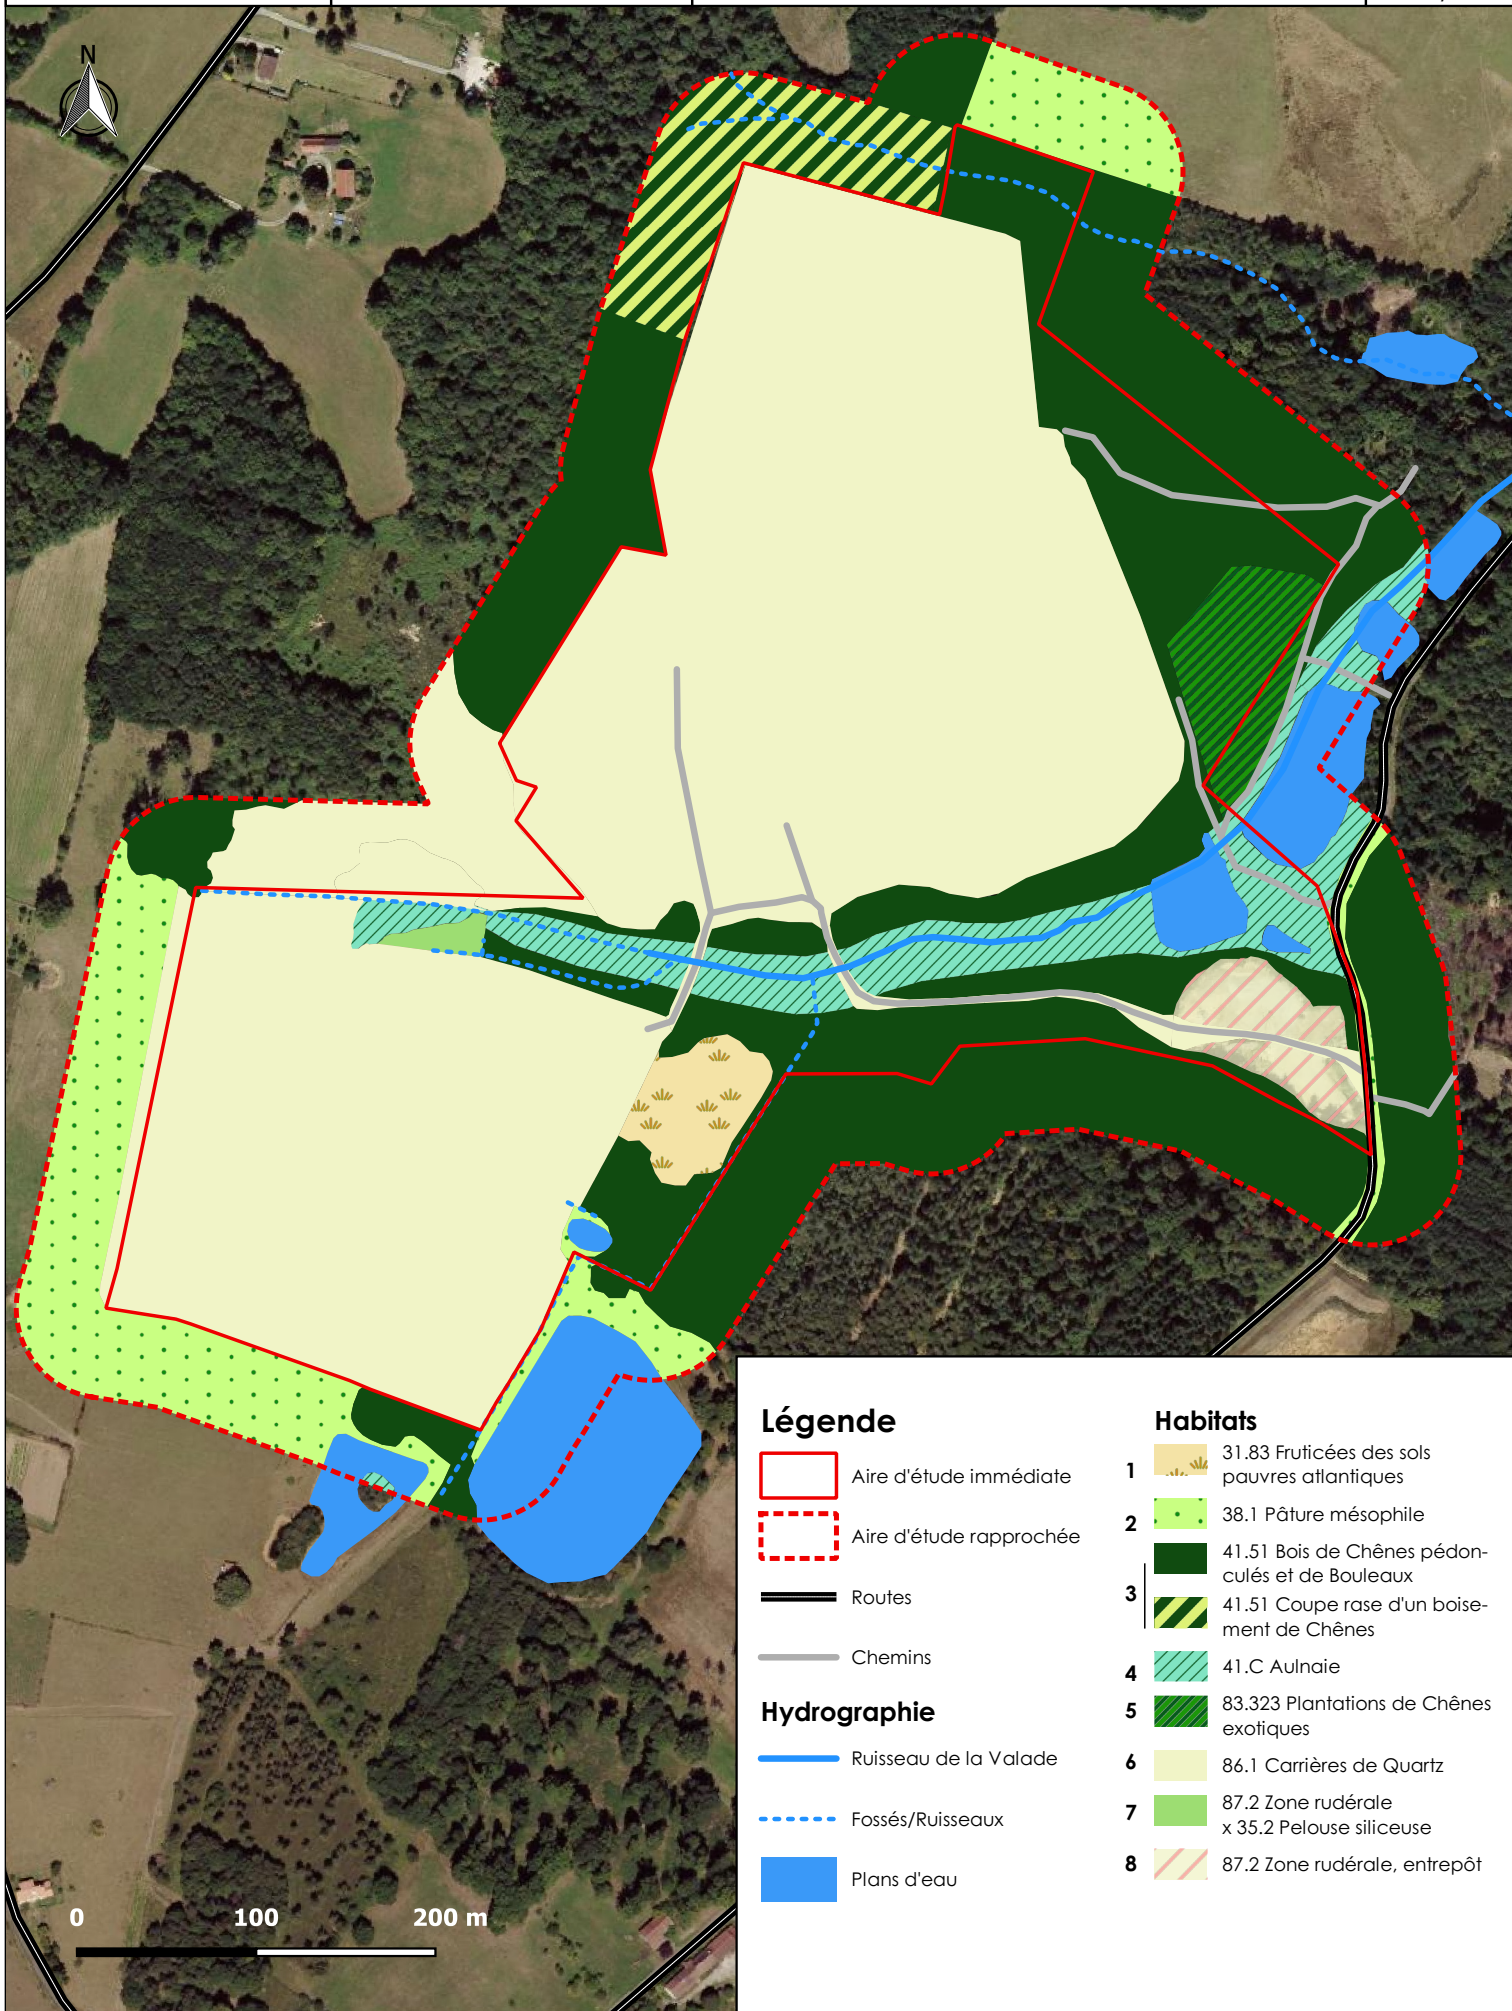 N
Légende
Aire d'étude immédiate
Aire d'étude rapprochée
Routes
Chemins
Hydrographie
Ruisseau de la Valade
Fossés/Ruisseaux
Plans d'eau
Habitats
1
31.83 Fruticées des sols
pauvres atlantiques
2
38.1 Pâture mésophile
3
41.51 Bois de Chênes pédon-
culés et de Bouleaux
41.51 Coupe rase d'un boise-
ment de Chênes
4
41.C Aulnaie
5
83.323 Plantations de Chênes
exotiques
6
86.1 Carrières de Quartz
7
87.2 Zone rudérale
x 35.2 Pelouse siliceuse
8
87.2 Zone rudérale, entrepôt
0 100 200 m